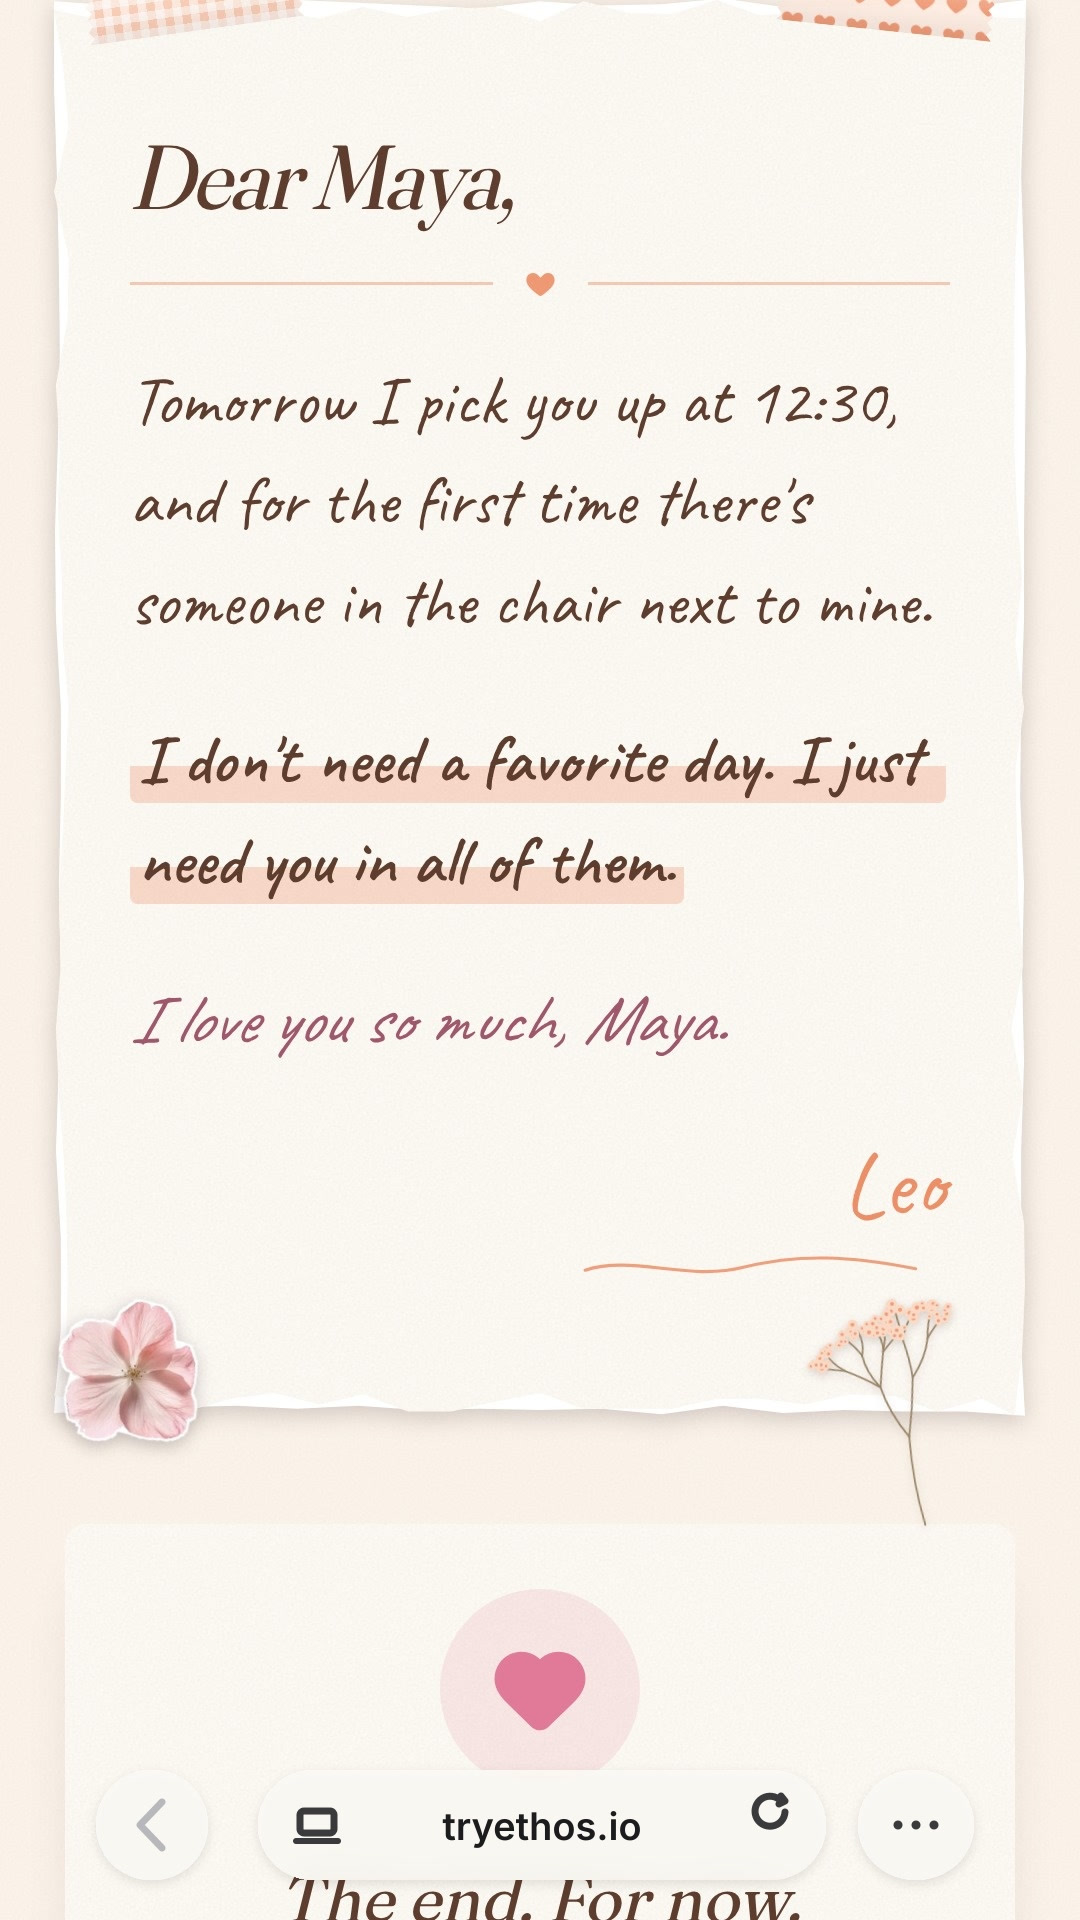 Dear Maya,
Tomorrow I pick you up at 12:30,
and for the first time there's
someone in the chair next to mine.
I don't need a favorite day. I just
need you in all of them.
I love you so much, Maya.
Leo
tryethos.io
The end. For now.